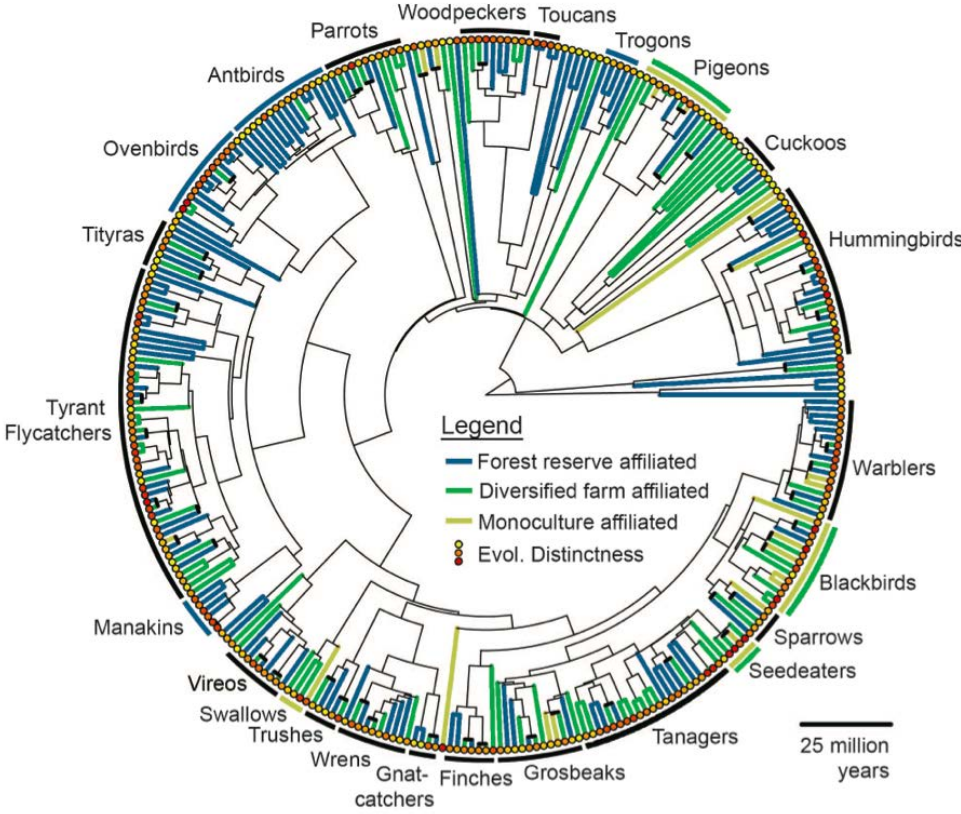 Woodpeckers
Toucans
Parrots
Trogons
Antbirds
Pigeons
Ovenbirds
Cuckoos
Tityras
Hummingbirds
Tyrant
Flycatchers
Legend
Forest reserve affiliated
Diversified farm affiliated
Monoculture affiliated
Evol. Distinctness
Warblers
Blackbirds
Manakins
Sparrows
Seedeaters
Vireos
Swallows
Trushes
Wrens
Gnat-
catchers
Finches
Grosbeaks
Tanagers
25 million
years